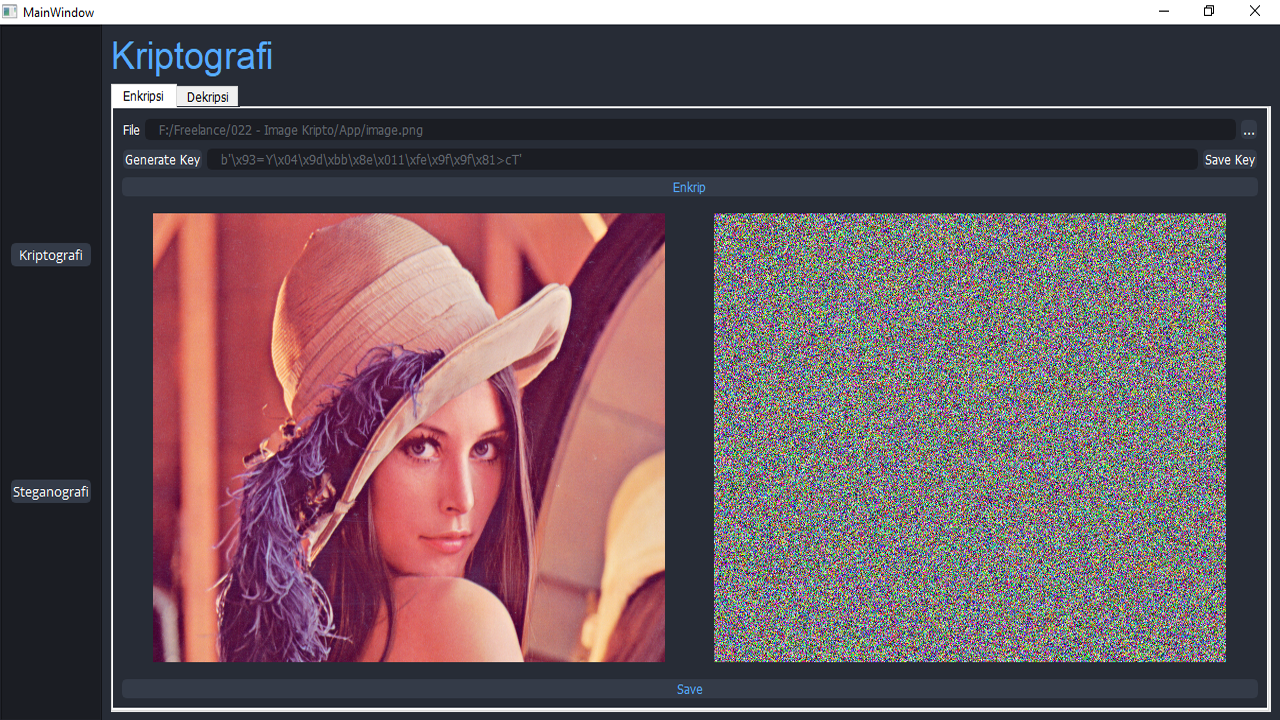 MainWindow
Kriptografi
Enkripsi
Dekripsi
File F:/Freelance/022 - Image Kripto/App/image.png ...
Generate Key b'\x93=Y\x04\x9d\xbb\x8e\x011\xfe\x9f\x9f\x81>cT' Save Key
Enkrip
Kriptografi
Steganografi
Save